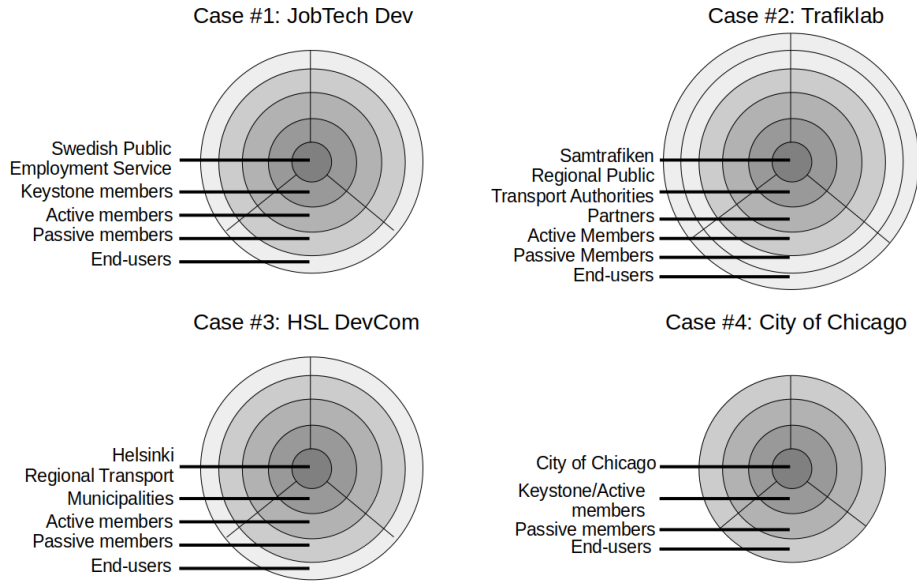 Case #1: JobTech Dev
Swedish Public
Employment Service
Keystone members
Active members
Passive members
End-users
Case #2: Trafiklab
Samtrafiken
Regional Public
Transport Authorities
Partners
Active Members
Passive Members
End-users
Case #3: HSL DevCom
Helsinki
Regional Transport
Municipalities
Active members
Passive members
End-users
Case #4: City of Chicago
City of Chicago
Keystone/Active
members
Passive members
End-users